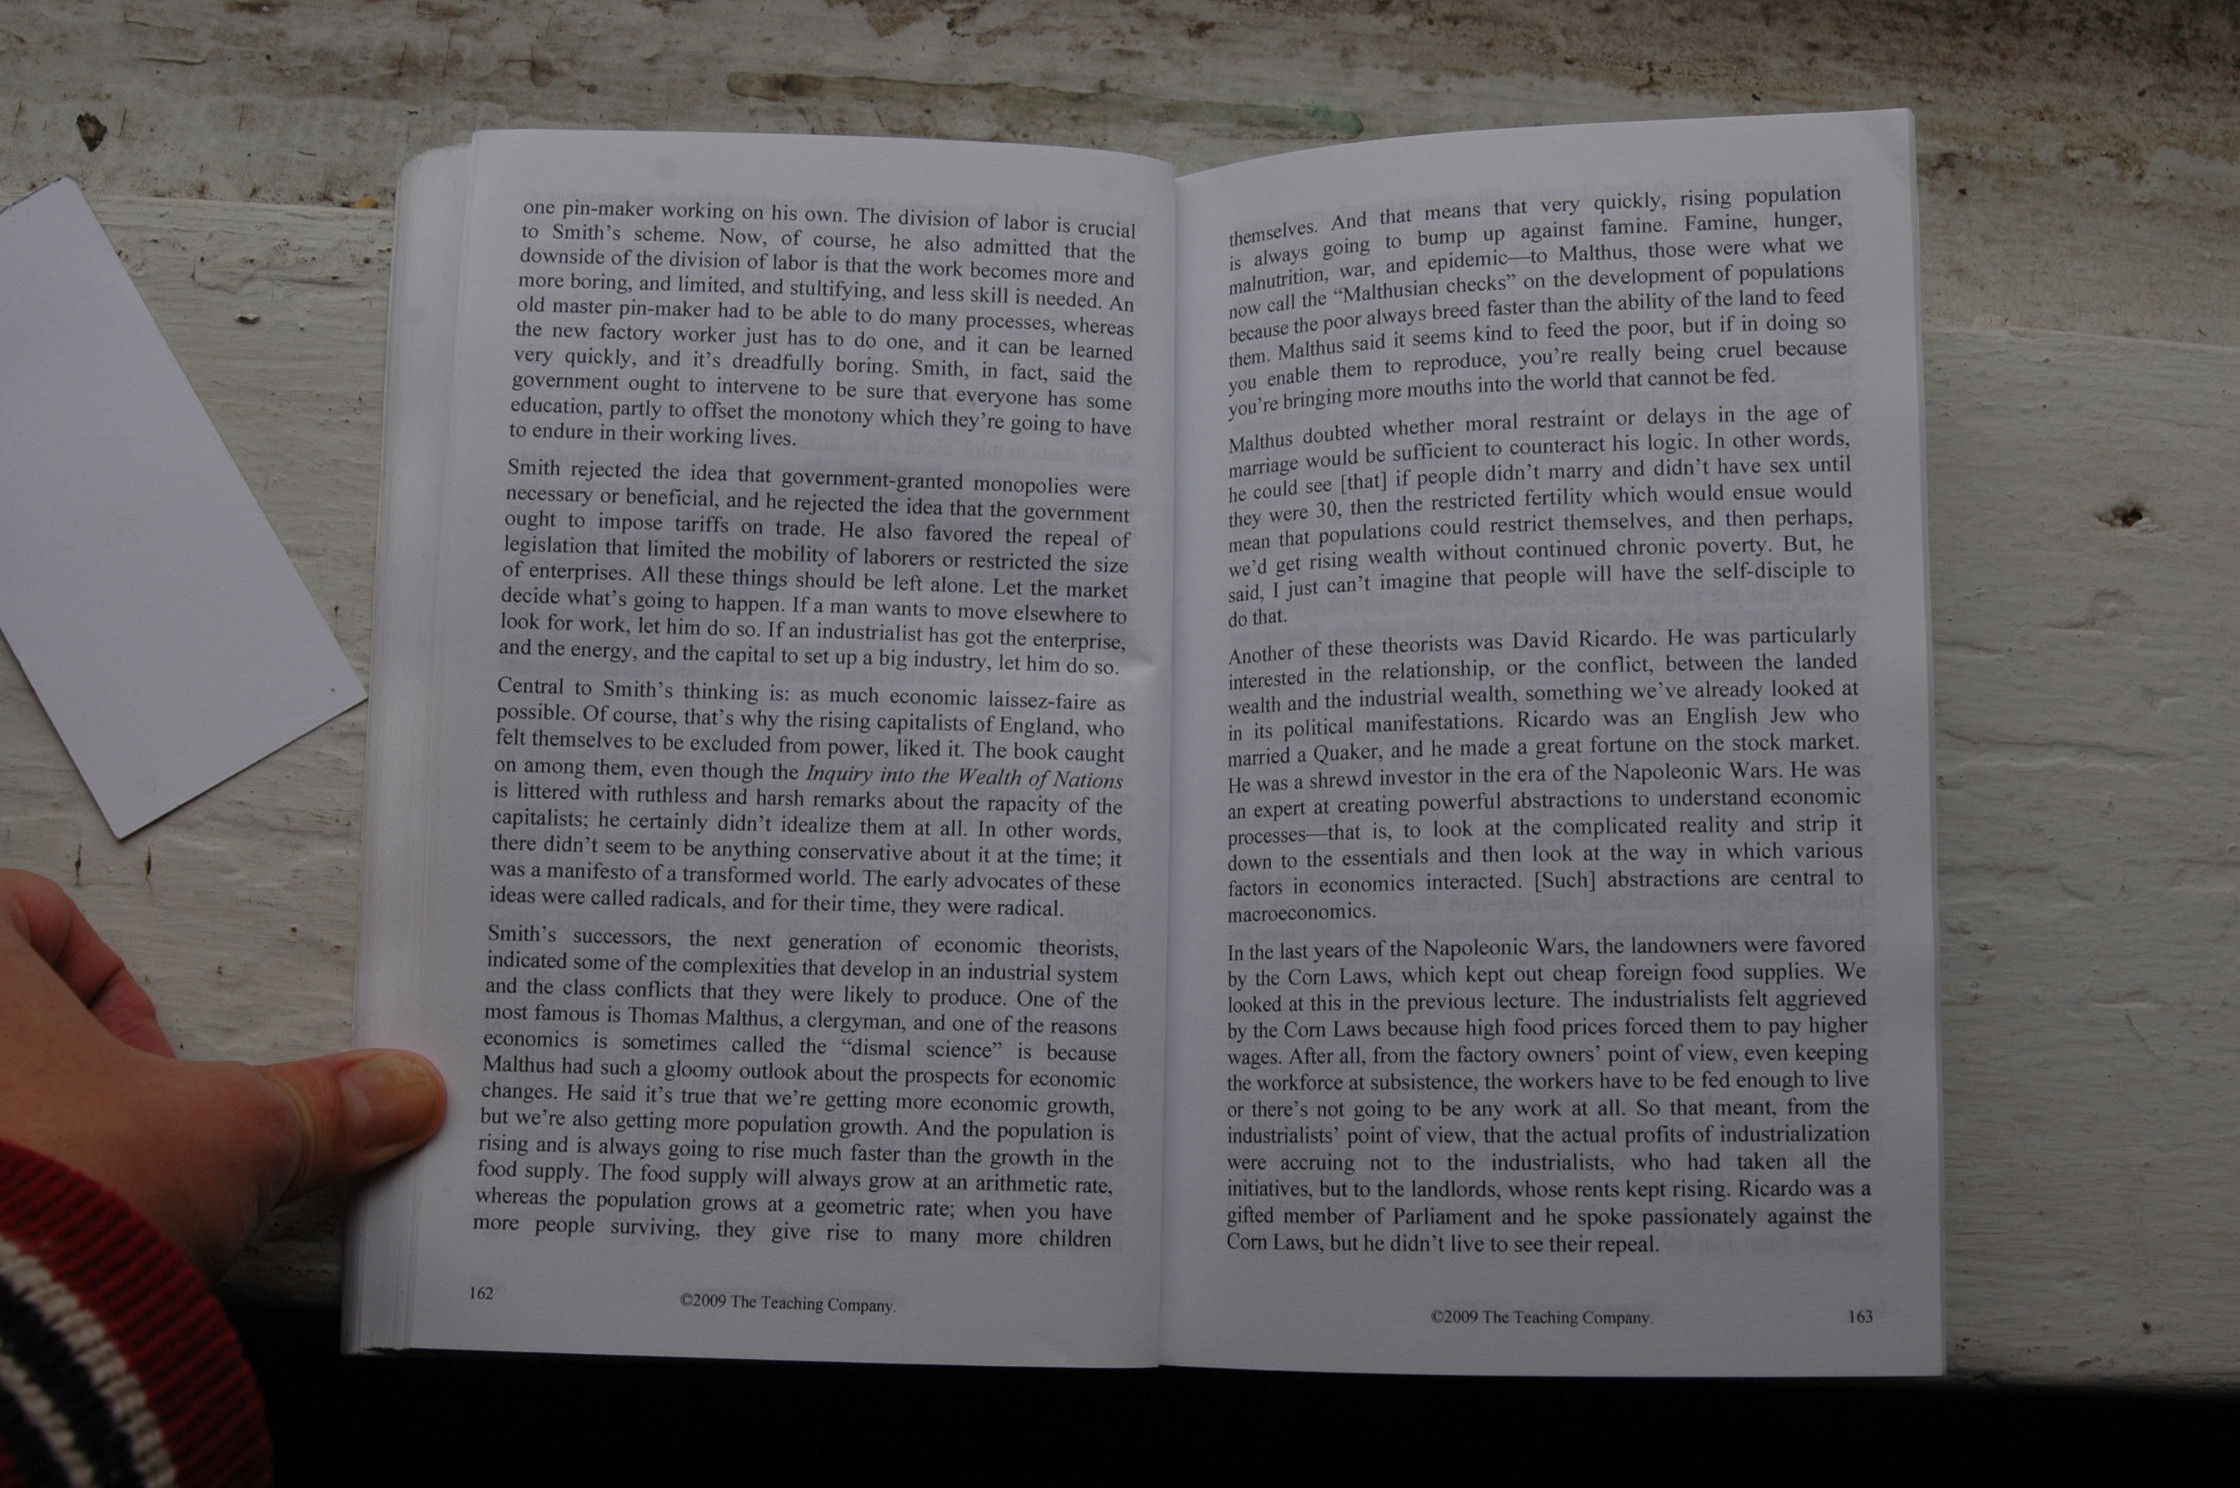 one pin-maker working on his own. The division of labor is crucial
to Smith's scheme. Now, of course, he also admitted that the
downside of the division of labor is that the work becomes more and
more boring, and limited, and stultifying, and less skill is needed. An
old master pin-maker had to be able to do many processes, whereas
the new factory worker just has to do one, and it can be learned
very quickly, and it's dreadfully boring. Smith, in fact, said the
government ought to intervene to be sure that everyone has some
education, partly to offset the monotony which they're going to have
to endure in their working lives.
Smith rejected the idea that government-granted monopolies were
necessary or beneficial, and he rejected the idea that the government
ought to impose tariffs on trade. He also favored the repeal of
legislation that limited the mobility of laborers or restricted the size
of enterprises. All these things should be left alone. Let the market
decide what's going to happen. If a man wants to move elsewhere to
look for work, let him do so. If an industrialist has got the enterprise,
and the energy, and the capital to set up a big industry, let him do so.
Central to Smith's thinking is: as much economic laissez-faire as
possible. Of course, that's why the rising capitalists of England, who
felt themselves to be excluded from power, liked it. The book caught
on among them, even though the Inquiry into the Wealth of Nations
is littered with ruthless and harsh remarks about the rapacity of the
capitalists; he certainly didn't idealize them at all. In other words,
there didn't seem to be anything conservative about it at the time; it
was a manifesto of a transformed world. The early advocates of these
ideas were called radicals, and for their time, they were radical.
Smith's successors, the next generation of economic theorists,
indicated some of the complexities that develop in an industrial system
and the class conflicts that they were likely to produce. One of the
most famous is Thomas Malthus, a clergyman, and one of the reasons
economics is sometimes called the “dismal science” is because
Malthus had such a gloomy outlook about the prospects for economic
changes. He said it's true that we're getting more economic growth,
but we're also getting more population growth. And the population is
rising and is always going to rise much faster than the growth in the
food supply. The food supply will always grow at an arithmetic rate,
whereas the population grows at a geometric rate; when you have
more people surviving, they give rise to many more children
162
©2009 The Teaching Company.
themselves. And that means that very quickly, rising population
is always going to bump up against famine. Famine, hunger,
malnutrition, war, and epidemic—to Malthus, those were what we
now call the “Malthusian checks” on the development of populations
because the poor always breed faster than the ability of the land to feed
them. Malthus said it seems kind to feed the poor, but if in doing so
you enable them to reproduce, you're really being cruel because
you're bringing more mouths into the world that cannot be fed.
Malthus doubted whether moral restraint or delays in the age of
marriage would be sufficient to counteract his logic. In other words,
he could see [that] if people didn't marry and didn't have sex until
they were 30, then the restricted fertility which would ensue would
mean that populations could restrict themselves, and then perhaps,
we'd get rising wealth without continued chronic poverty. But, he
said, I just can't imagine that people will have the self-disciple to
do that.
Another of these theorists was David Ricardo. He was particularly
interested in the relationship, or the conflict, between the landed
wealth and the industrial wealth, something we've already looked at
in its political manifestations. Ricardo was an English Jew who
married a Quaker, and he made a great fortune on the stock market.
He was a shrewd investor in the era of the Napoleonic Wars. He was
an expert at creating powerful abstractions to understand economic
processes—that is, to look at the complicated reality and strip it
down to the essentials and then look at the way in which various
factors in economics interacted. [Such] abstractions are central to
macroeconomics.
In the last years of the Napoleonic Wars, the landowners were favored
by the Corn Laws, which kept out cheap foreign food supplies. We
looked at this in the previous lecture. The industrialists felt aggrieved
by the Corn Laws because high food prices forced them to pay higher
wages. After all, from the factory owners' point of view, even keeping
the workforce at subsistence, the workers have to be fed enough to live
or there's not going to be any work at all. So that meant, from the
industrialists' point of view, that the actual profits of industrialization
were accruing not to the industrialists, who had taken all the
initiatives, but to the landlords, whose rents kept rising. Ricardo was a
gifted member of Parliament and he spoke passionately against the
Corn Laws, but he didn't live to see their repeal.
©2009 The Teaching Company.
163